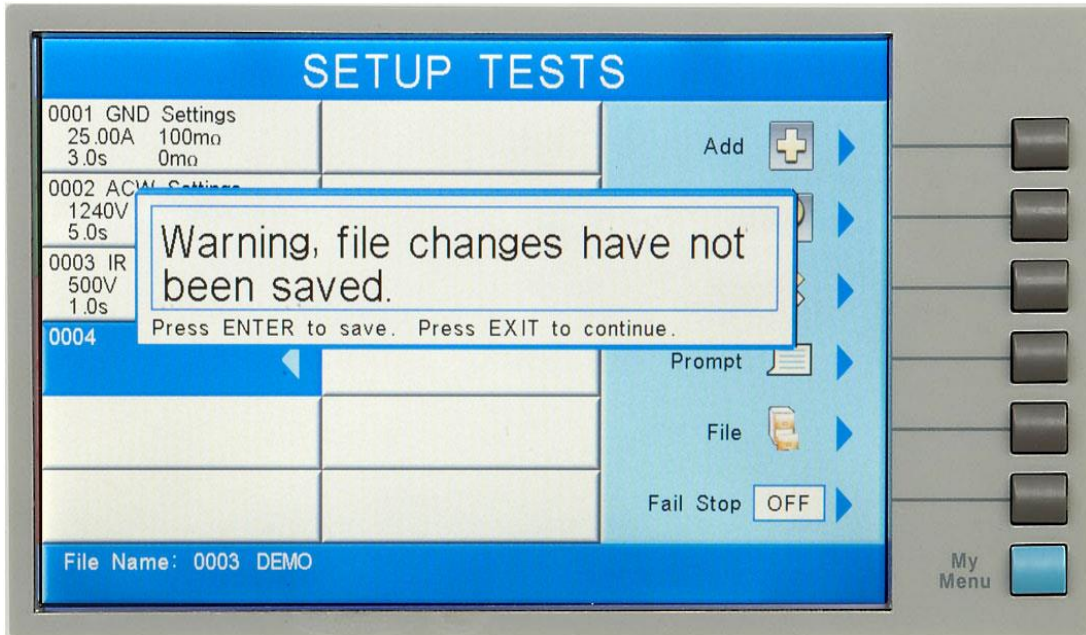 SETUP TESTS
0001 GND Settings
25.00A 100mΩ
3.0s 0mΩ
0002 ACW Settings
1240V
5.0s
0003 IR
500V
1.0s
0004
Warning, file changes have not
been saved.
Press ENTER to save. Press EXIT to continue.
Add
Prompt
File
Fail Stop OFF
File Name: 0003 DEMO
My
Menu